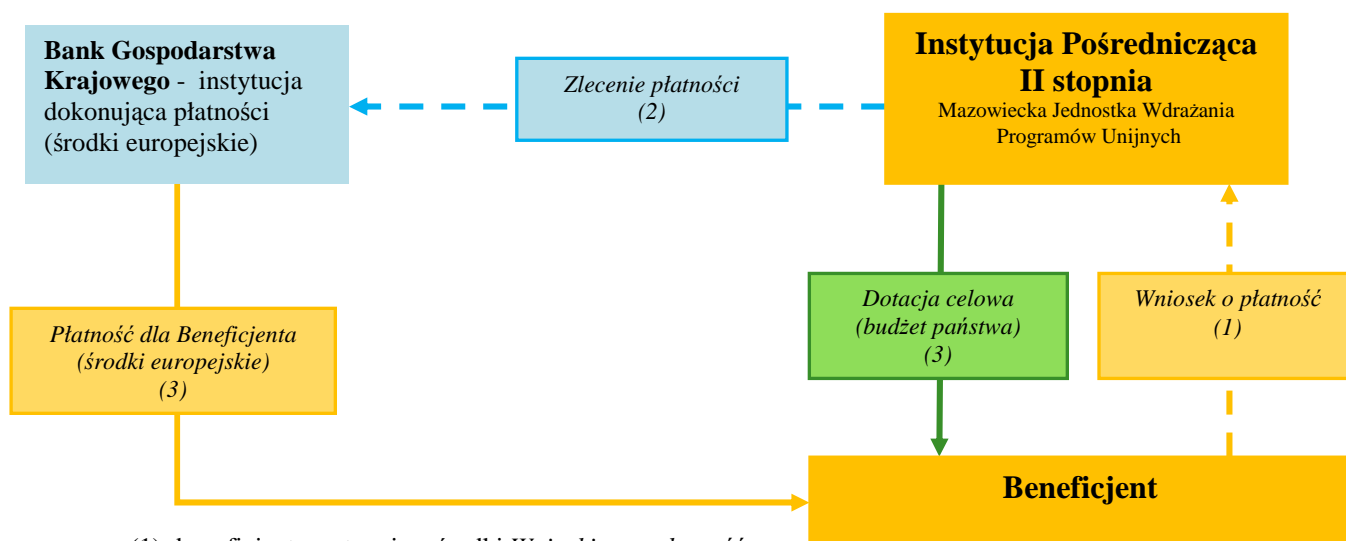 Bank Gospodarstwa
Krajowego - instytucja
dokonująca płatności
(środki europejskie)
Zlecenie płatności
(2)
Instytucja Pośrednicząca
II stopnia
Mazowiecka Jednostka Wdrażania
Programów Unijnych
Płatność dla Beneficjenta
(środki europejskie)
(3)
Dotacja celowa
(budżet państwa)
(3)
Wniosek o płatność
(1)
Beneficjent